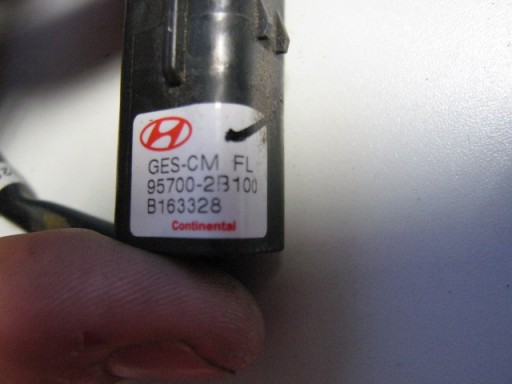 GES-CM FL
95700-2B100
B163328
Continental